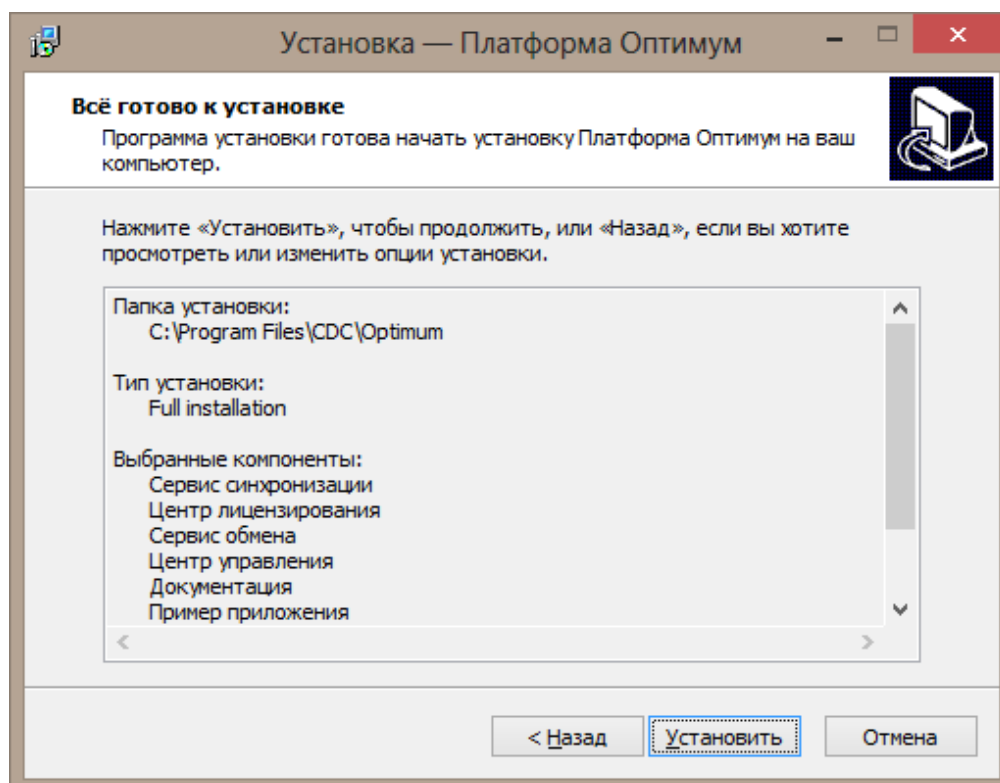 Установка — Платформа Оптимум
Всё готово к установке
Программа установки готова начать установку Платформа Оптимум на ваш
компьютер.
Нажмите «Установить», чтобы продолжить, или «Назад», если вы хотите
просмотреть или изменить опции установки.
Папка установки:
C:\Program Files\CDC\Optimum
Тип установки:
Full installation
Выбранные компоненты:
Сервис синхронизации
Центр лицензирования
Сервис обмена
Центр управления
Документация
Пример приложения
< Назад Установить Отмена